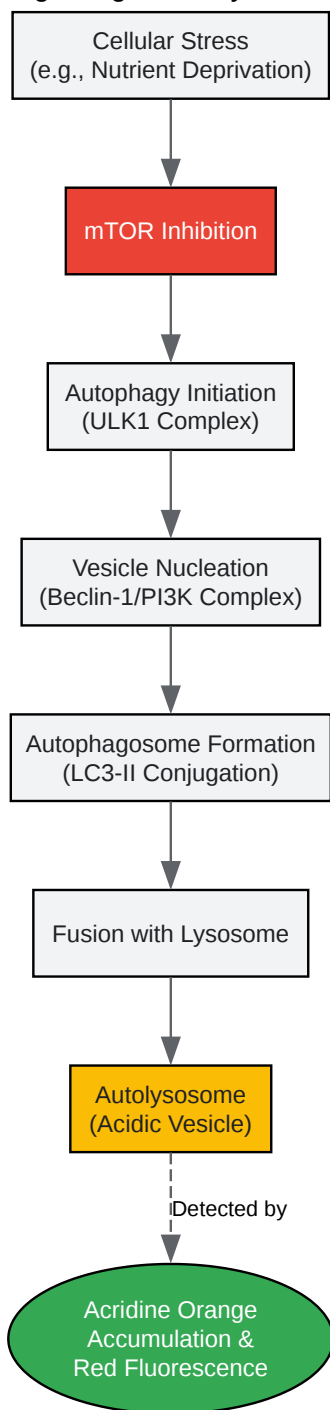 Cellular Stress
(e.g., Nutrient Deprivation)
mTOR Inhibition
Autophagy Initiation
(ULK1 Complex)
Vesicle Nucleation
(Beclin-1/PI3K Complex)
Autophagosome Formation
(LC3-II Conjugation)
Fusion with Lysosome
Autolysosome
(Acidic Vesicle)
Detected by
Acridine Orange
Accumulation &
Red Fluorescence